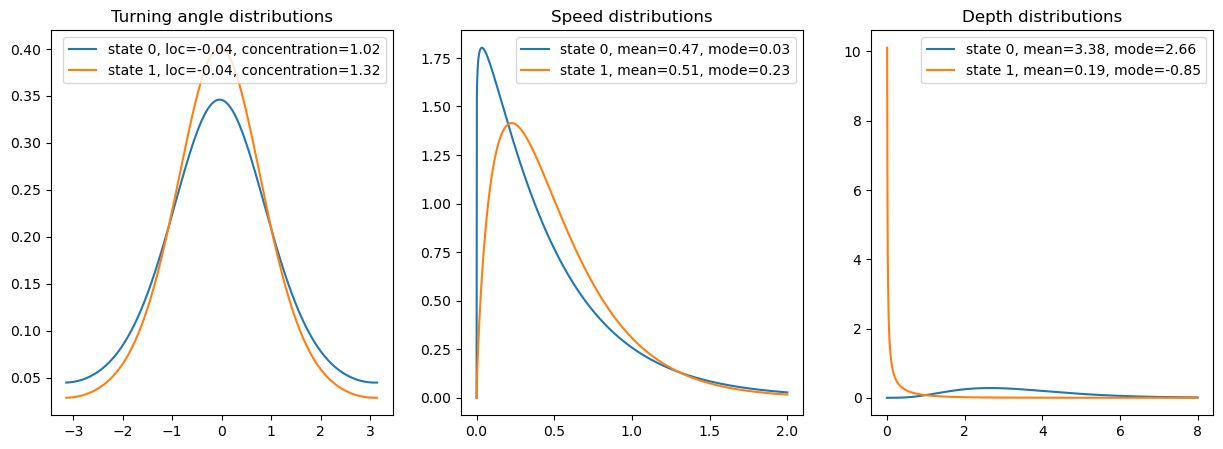 Turning angle distributions
state 0, loc=-0.04, concentration=1.02
state 1, loc=-0.04, concentration=1.32
0.40
0.35
0.30
0.25
0.20
0.15
0.10
0.05
−3 −2 −1 0 1 2 3
Speed distributions
state 0, mean=0.47, mode=0.03
state 1, mean=0.51, mode=0.23
1.75
1.50
1.25
1.00
0.75
0.50
0.25
0.00
0.0 0.5 1.0 1.5 2.0
Depth distributions
state 0, mean=3.38, mode=2.66
state 1, mean=0.19, mode=-0.85
10
8
6
4
2
0
0 2 4 6 8